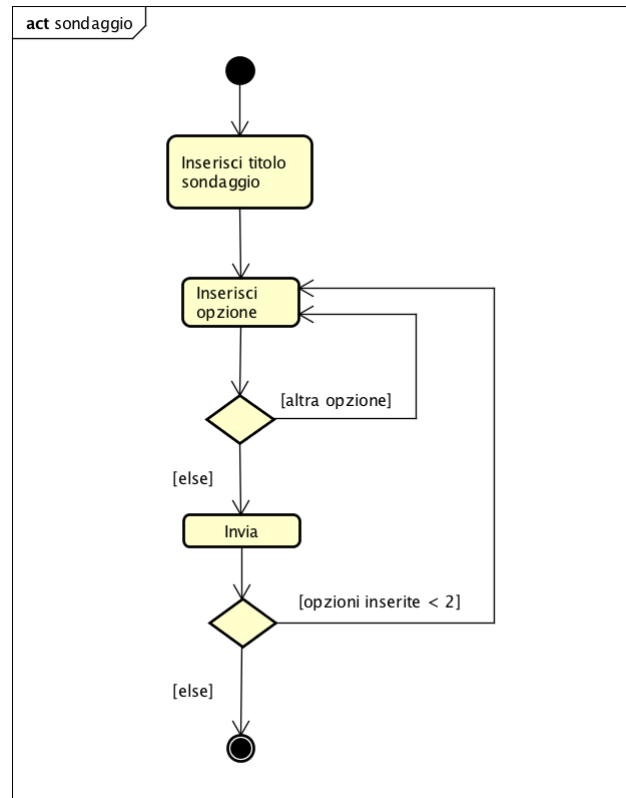 act sondaggio
Inserisci titolo
sondaggio
Inserisci
opzione
[altra opzione]
[else]
Invia
[opzioni inserite < 2]
[else]